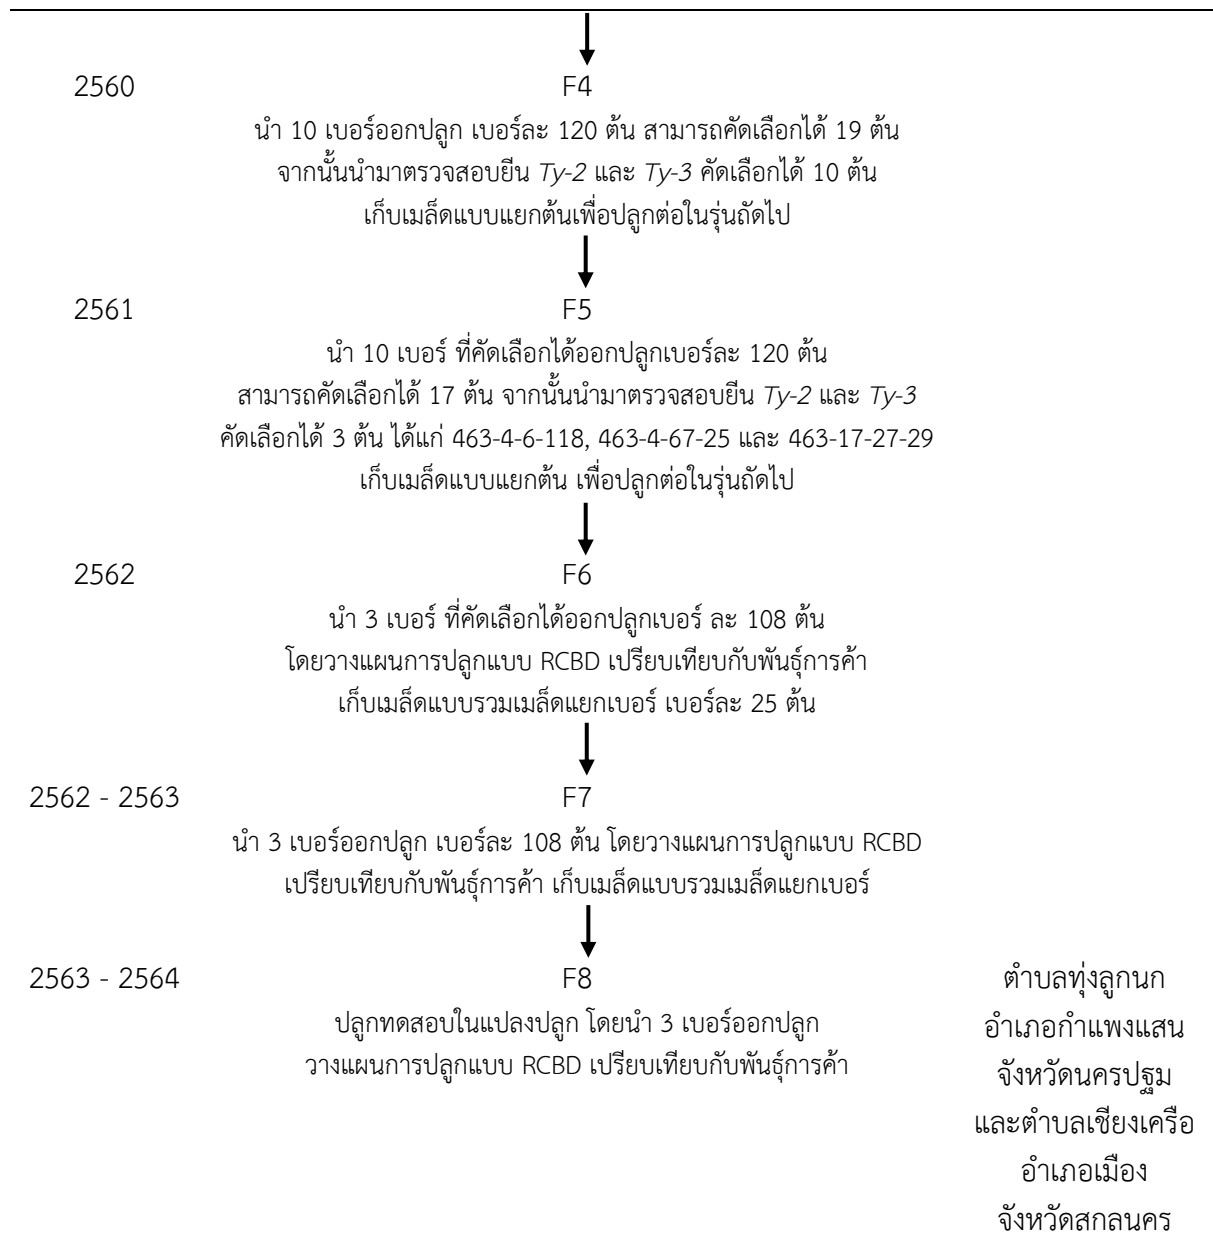 2560 F4
นำ 10 เบอร์ออกปลูก เบอร์ละ 120 ต้น สามารถคัดเลือกได้ 19 ต้น
จากนั้นนำมาตรวจสอบยีน Ty-2 และ Ty-3 คัดเลือกได้ 10 ต้น
เก็บเมล็ดแบบแยกต้นเพื่อปลูกต่อในรุ่นถัดไป
2561 F5
นำ 10 เบอร์ ที่คัดเลือกได้ออกปลูกเบอร์ละ 120 ต้น
สามารถคัดเลือกได้ 17 ต้น จากนั้นนำมาตรวจสอบยีน Ty-2 และ Ty-3
คัดเลือกได้ 3 ต้น ได้แก่ 463-4-6-118, 463-4-67-25 และ 463-17-27-29
เก็บเมล็ดแบบแยกต้น เพื่อปลูกต่อในรุ่นถัดไป
2562 F6
นำ 3 เบอร์ ที่คัดเลือกได้ออกปลูกเบอร์ ละ 108 ต้น
โดยวางแผนการปลูกแบบ RCBD เปรียบเทียบกับพันธุ์การค้า
เก็บเมล็ดแบบรวมเมล็ดแยกเบอร์ เบอร์ละ 25 ต้น
2562 - 2563 F7
นำ 3 เบอร์ออกปลูก เบอร์ละ 108 ต้น โดยวางแผนการปลูกแบบ RCBD
เปรียบเทียบกับพันธุ์การค้า เก็บเมล็ดแบบรวมเมล็ดแยกเบอร์
2563 - 2564 F8
ปลูกทดสอบในแปลงปลูก โดยนำ 3 เบอร์ออกปลูก
วางแผนการปลูกแบบ RCBD เปรียบเทียบกับพันธุ์การค้า
ตำบลทุ่งลูกนก
อำเภอกำแพงแสน
จังหวัดนครปฐม
และตำบลเชียงเครือ
อำเภอเมือง
จังหวัดสกลนคร